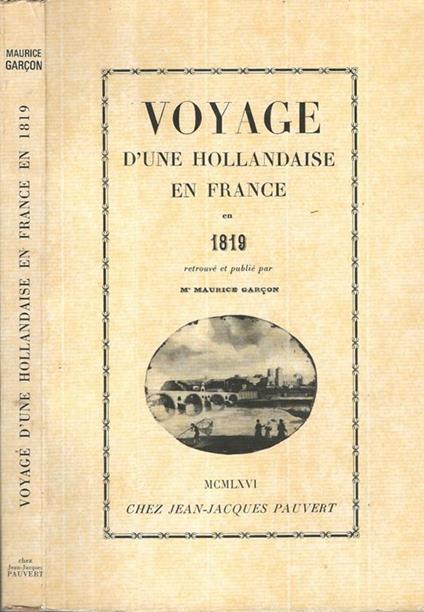 MAURICE
GARÇON
VOYAGE D'UNE HOLLANDAISE EN FRANCE EN 1819
chez
Jean-Jacques
PAUVERT
VOYAGE
D'UNE HOLLANDAISE
EN FRANCE
en
1819
retrouvé et publié par
Me MAURICE GARÇON
MCMLXVI
CHEZ JEAN-JACQUES PAUVERT